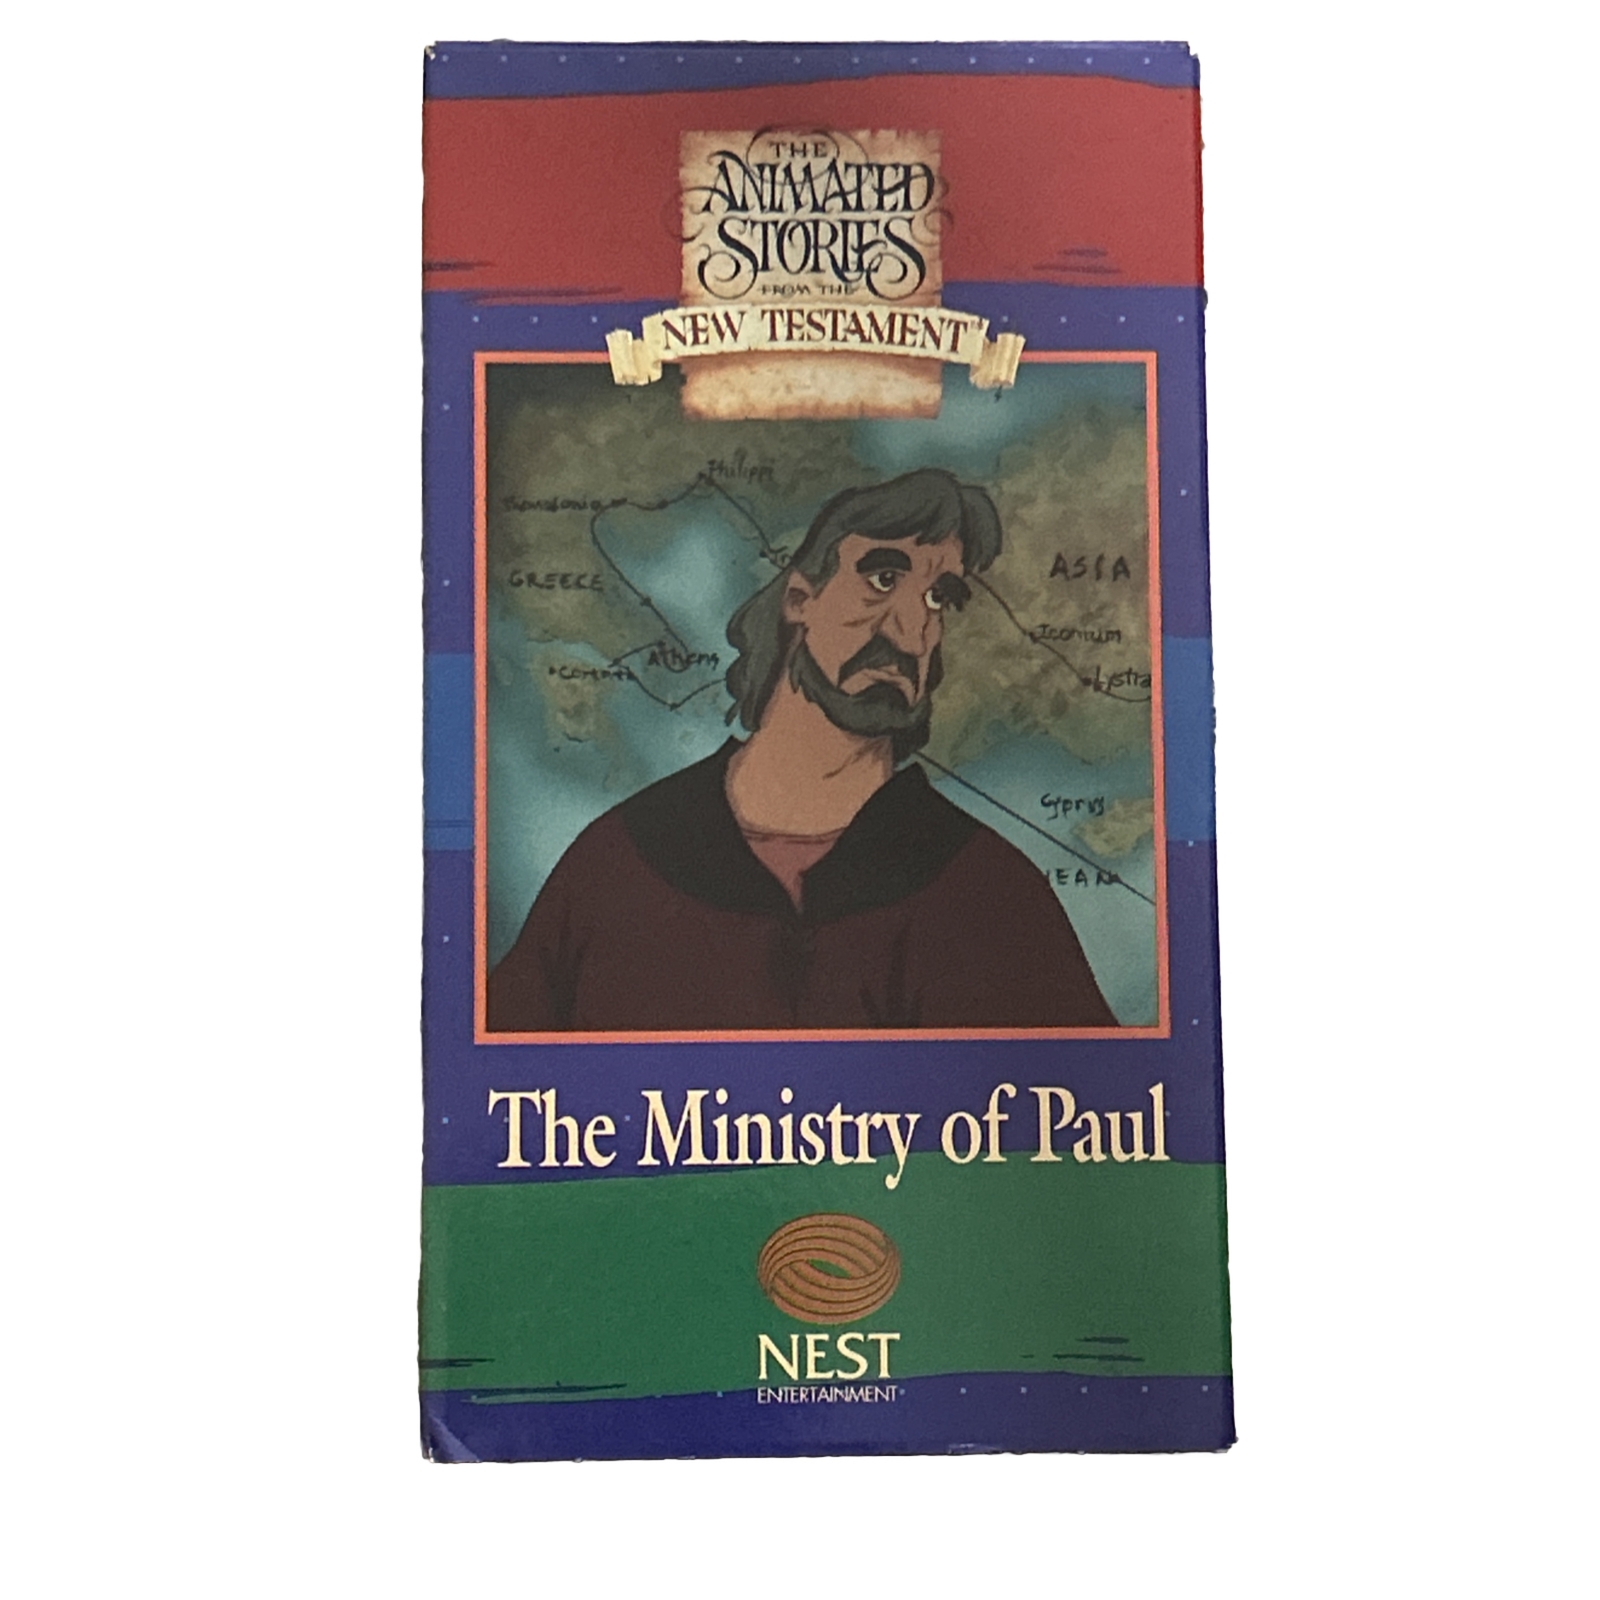 THE
ANIMATED
STORIES
FROM THE
NEW TESTAMENT
Philippi
GREECE
ASIA
Iconium
Athens
Lystra
Cyprus
The Ministry of Paul
NEST
ENTERTAINMENT